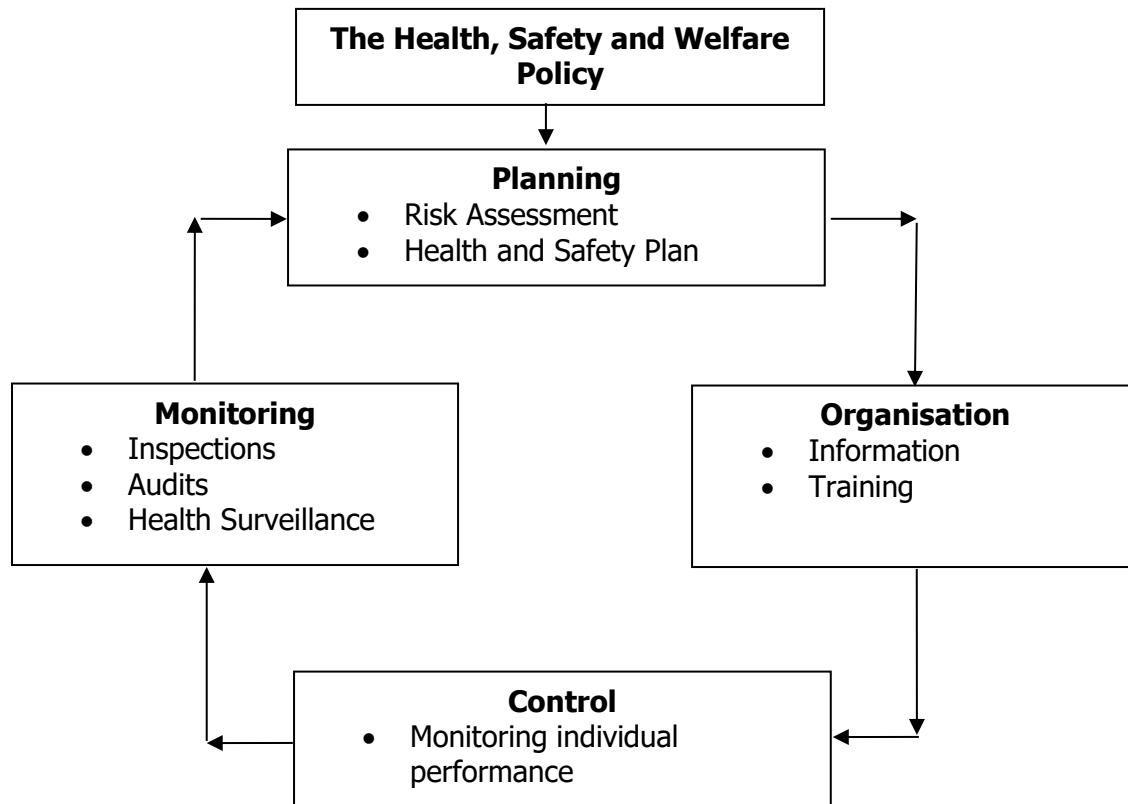 The Health, Safety and Welfare
Policy
Planning
• Risk Assessment
• Health and Safety Plan
Monitoring
• Inspections
• Audits
• Health Surveillance
Organisation
• Information
• Training
Control
• Monitoring individual
performance